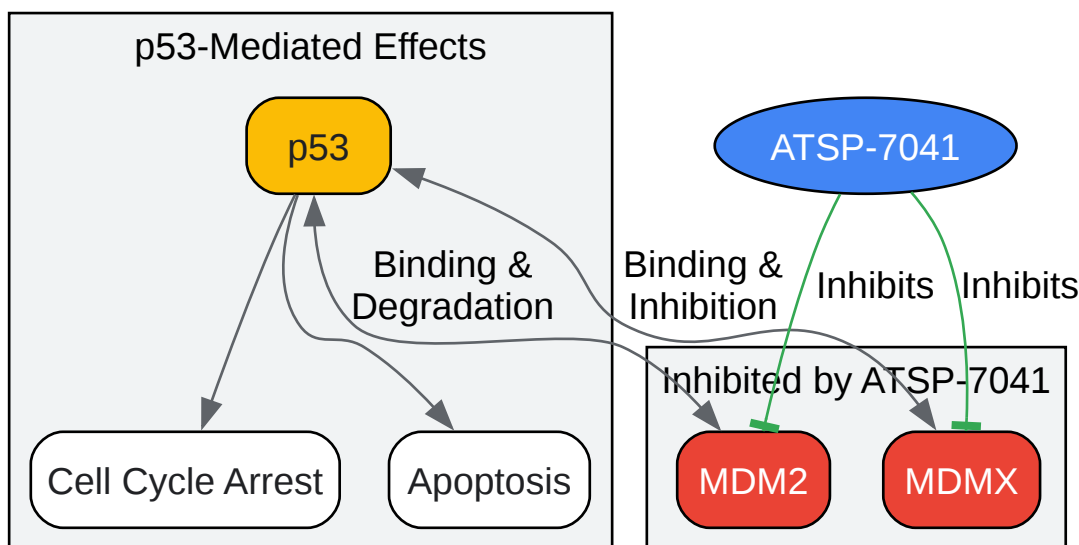 p53-Mediated Effects
p53
ATSP-7041
Binding &
Degradation
Binding &
Inhibition
Inhibits
Inhibits
Inhibited by ATSP-7041
Cell Cycle Arrest
Apoptosis
MDM2
MDMX